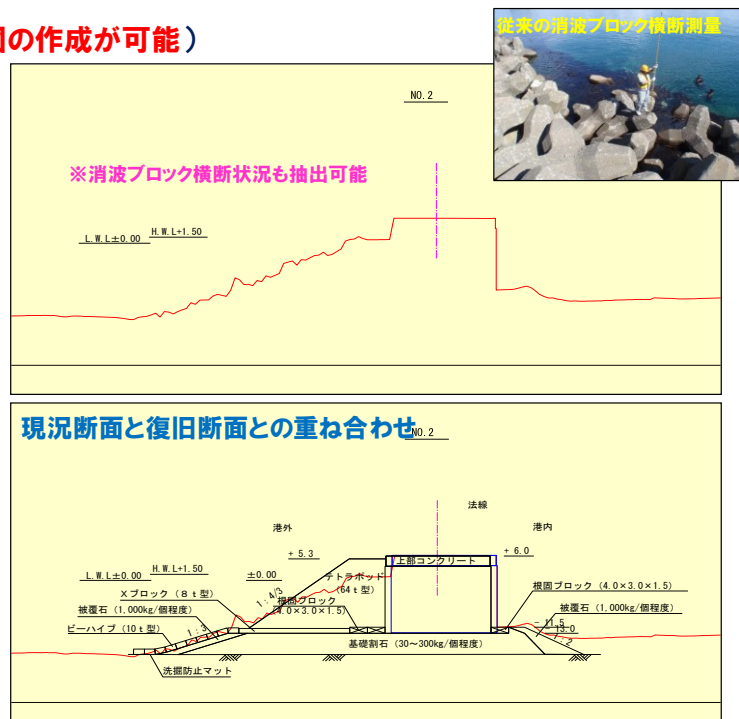 図の作成が可能）
従来の消波ブロック横断測量
NO.2
※消波ブロック横断状況も抽出可能
L.W.L±0.00 H.W.L+1.50
現況断面と復旧断面との重ね合わせ
NO.2
法線
港外
港内
+ 5.3
+ 6.0
上部コンクリート
L.W.L±0.00 H.W.L+1.50
±0.00
テトラポッド
(64ｔ型)
Xブロック (8ｔ型)
1:4/3
根固ブロック
(4.0×3.0×1.5)
根固ブロック (4.0×3.0×1.5)
被覆石 (1,000kg/個程度)
被覆石 (1,000kg/個程度)
ビーハイブ (10ｔ型)
1:3
- 11.5
- 13.0
1:2
基礎割石 (30～300kg/個程度)
洗掘防止マット